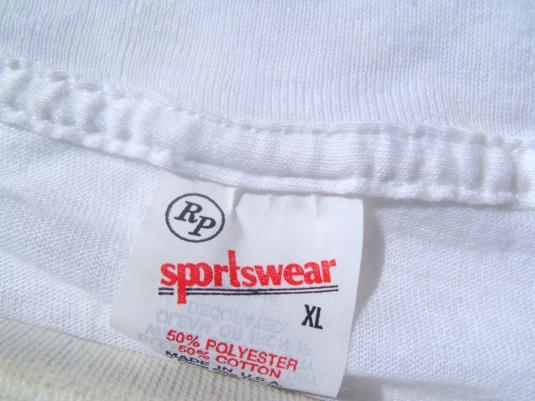 RP
sportswear
XL
50% POLYESTER
50% COTTON
MADE IN U.S.A.